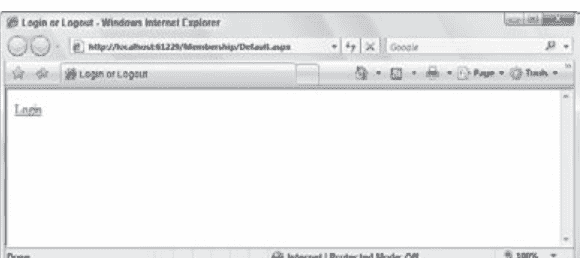 Login or Logout - Windows Internet Explorer
http://localhost:61229/Membership/Default.aspx
Google
Login or Logout
Page
Tools
Login
Done
Internet | Protected Mode: Off
100%